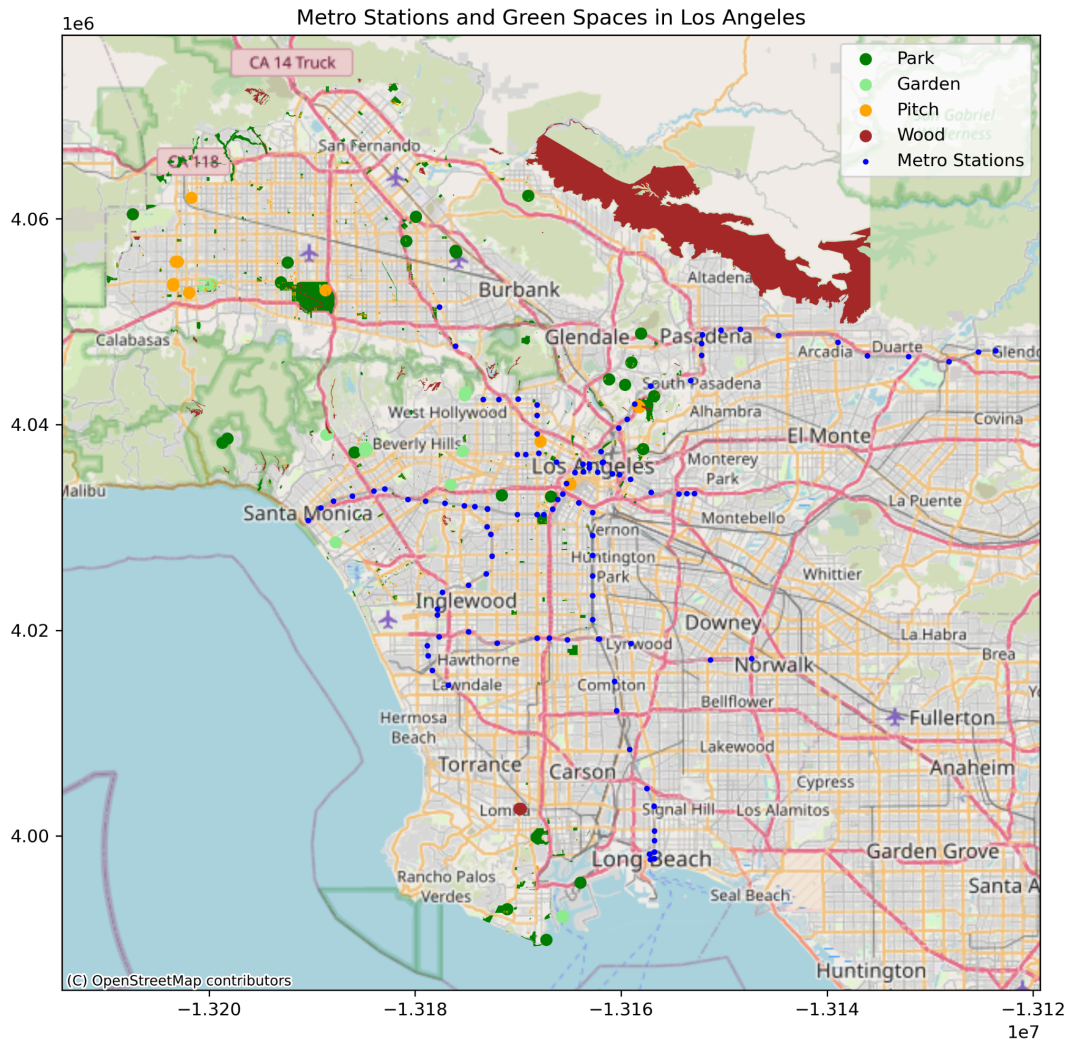 Metro Stations and Green Spaces in Los Angeles
1e6
CA 14 Truck
Park
Garden
Pitch
Wood
Metro Stations
Gabriel
San Fernando
CA 118
4.06
Altadena
Burbank
Glendale
Pasadena
Calabasas
Arcadia
Duarte
Glendo
South Pasadena
West Hollywood
Alhambra
Covina
4.04
Beverly Hills
El Monte
Los Angeles
Monterey
Park
Malibu
La Puente
Santa Monica
Montebello
Vernon
Huntington
Park
Whittier
Inglewood
4.02
Downey
La Habra
Lynwood
Brea
Hawthorne
Norwalk
Lawndale
Compton
Bellflower
Hermosa
Beach
Fullerton
Lakewood
Torrance
Carson
Anaheim
Cypress
Signal Hill
Los Alamitos
4.00
Long Beach
Garden Grove
Rancho Palos
Verdes
Seal Beach
Santa A
Huntington
(C) OpenStreetMap contributors
−1.320
−1.318
−1.316
−1.314
−1.312
1e7